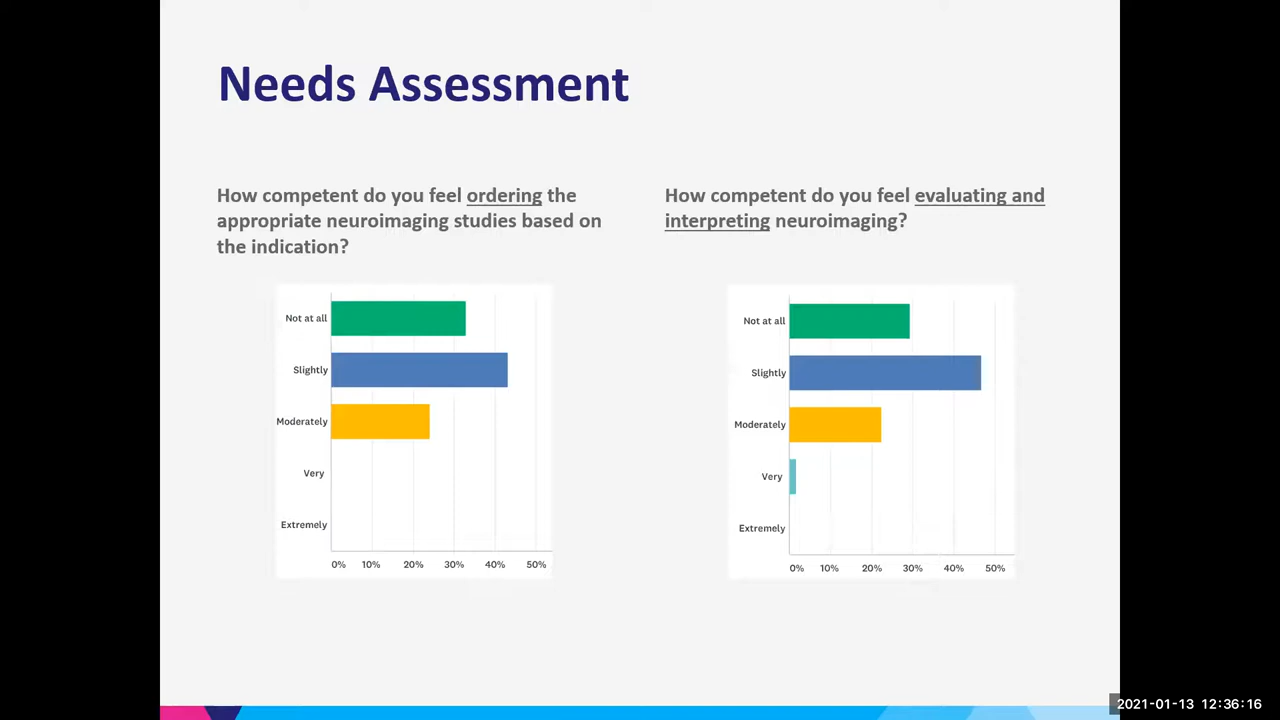 Needs Assessment
How competent do you feel ordering the
appropriate neuroimaging studies based on
the indication?
Not at all
Slightly
Moderately
Very
Extremely
0% 10% 20% 30% 40% 50%
How competent do you feel evaluating and
interpreting neuroimaging?
Not at all
Slightly
Moderately
Very
Extremely
0% 10% 20% 30% 40% 50%
2021-01-13 12:36:16